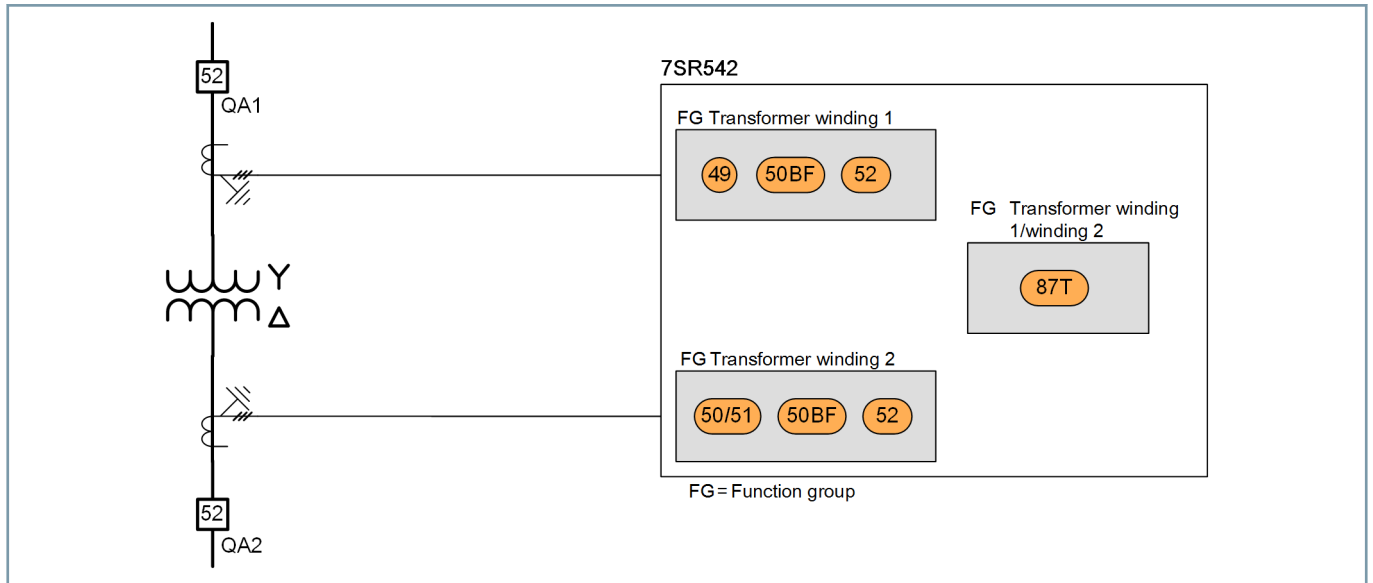 52
QA1
7SR542
FG Transformer winding 1
49 50BF 52
FG Transformer winding
1/winding 2
87T
Y
Δ
FG Transformer winding 2
50/51 50BF 52
FG= Function group
52
QA2